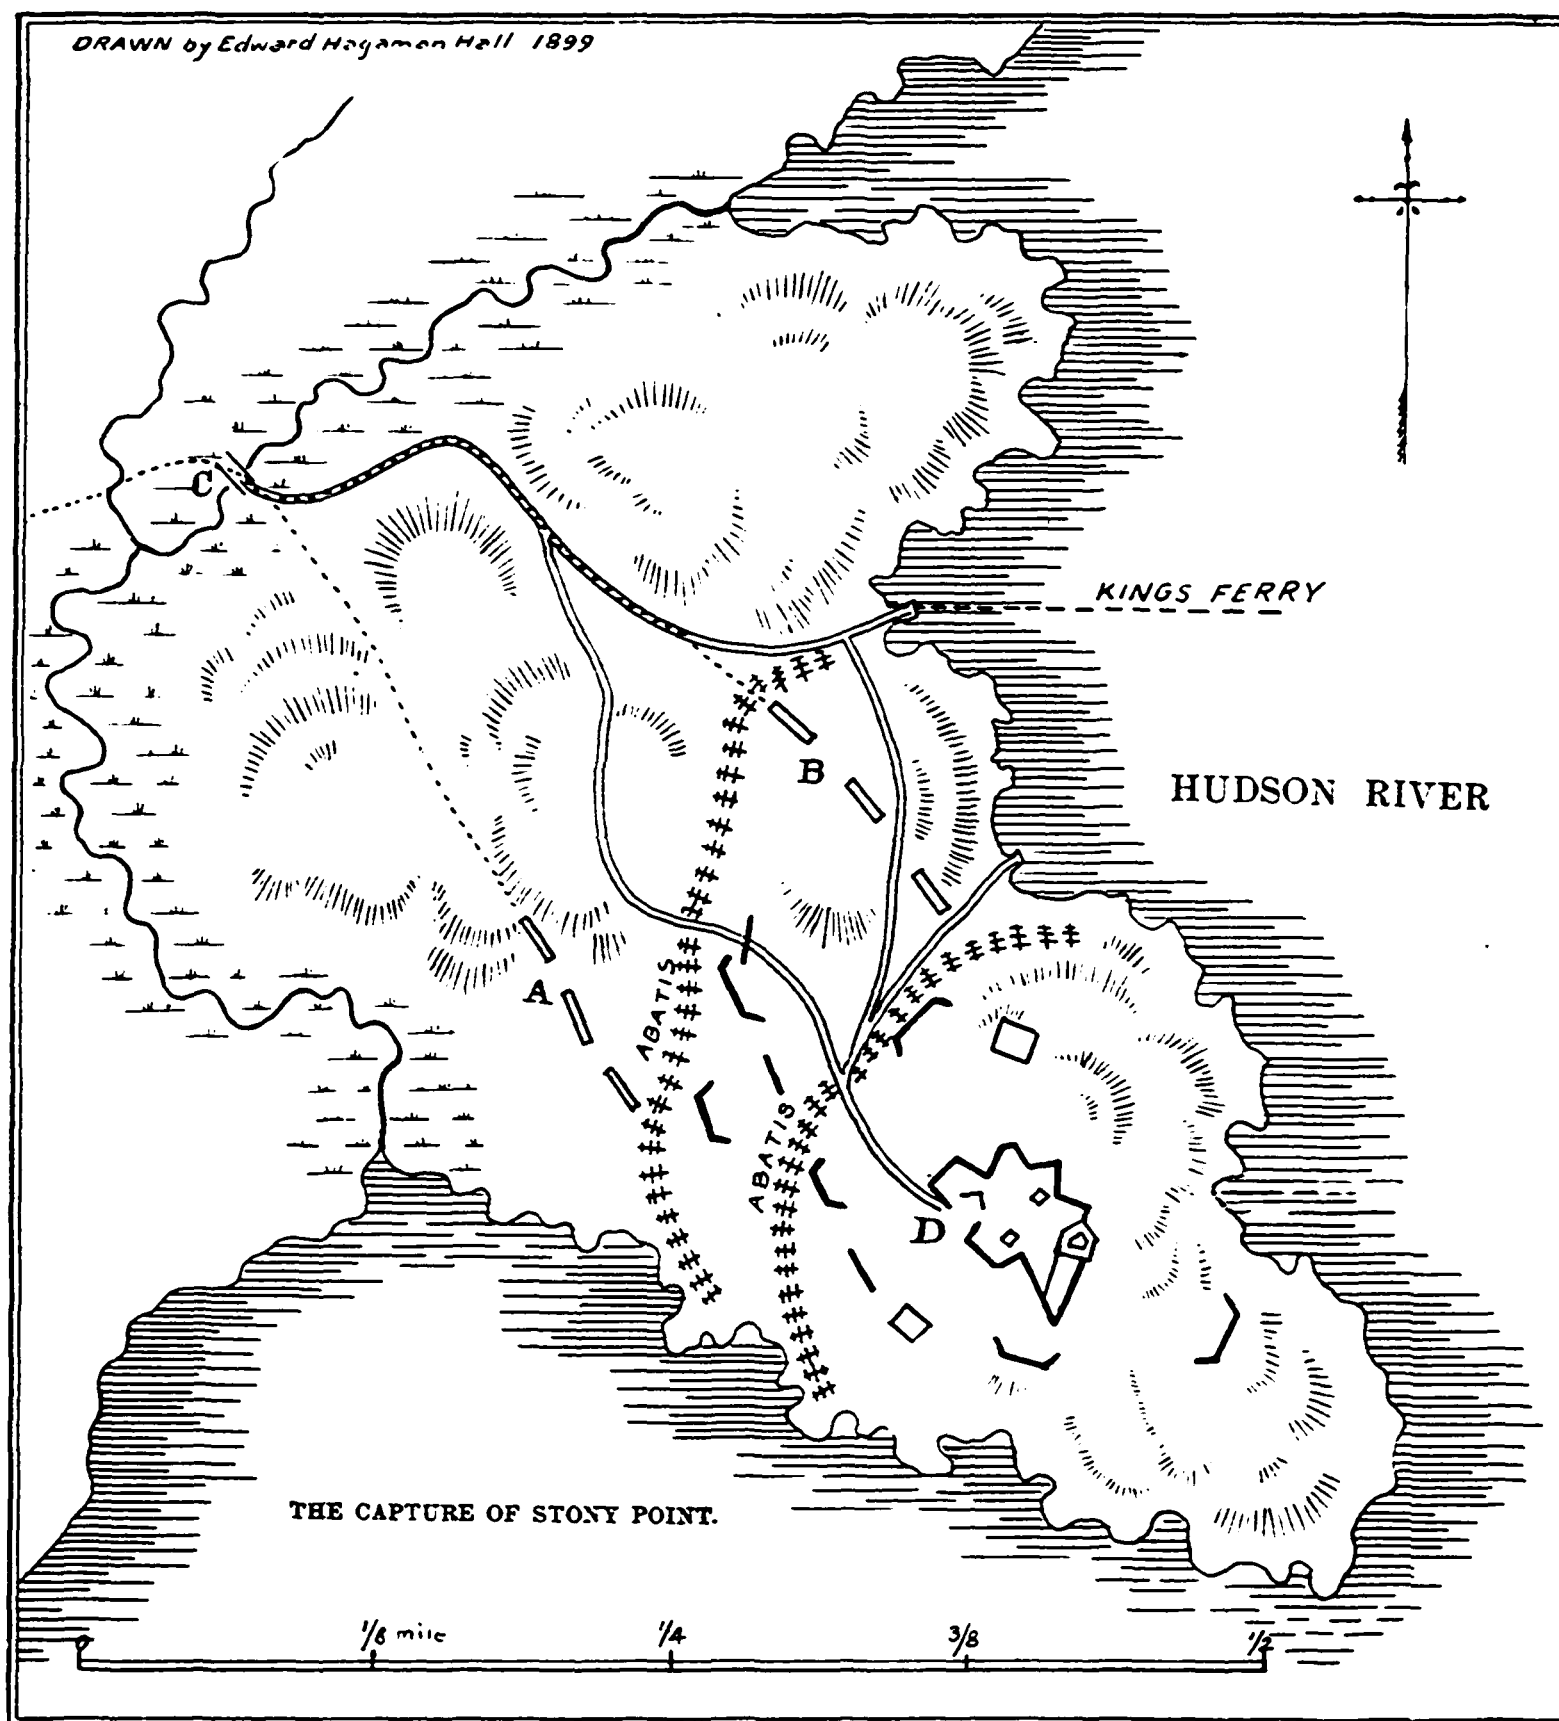 DRAWN by Edward Hagaman Hall 1899
C
KINGS FERRY
B
HUDSON RIVER
A
ABATIS
ABATIS
D
THE CAPTURE OF STONY POINT.
0 1/8 mile 1/4 3/8 1/2